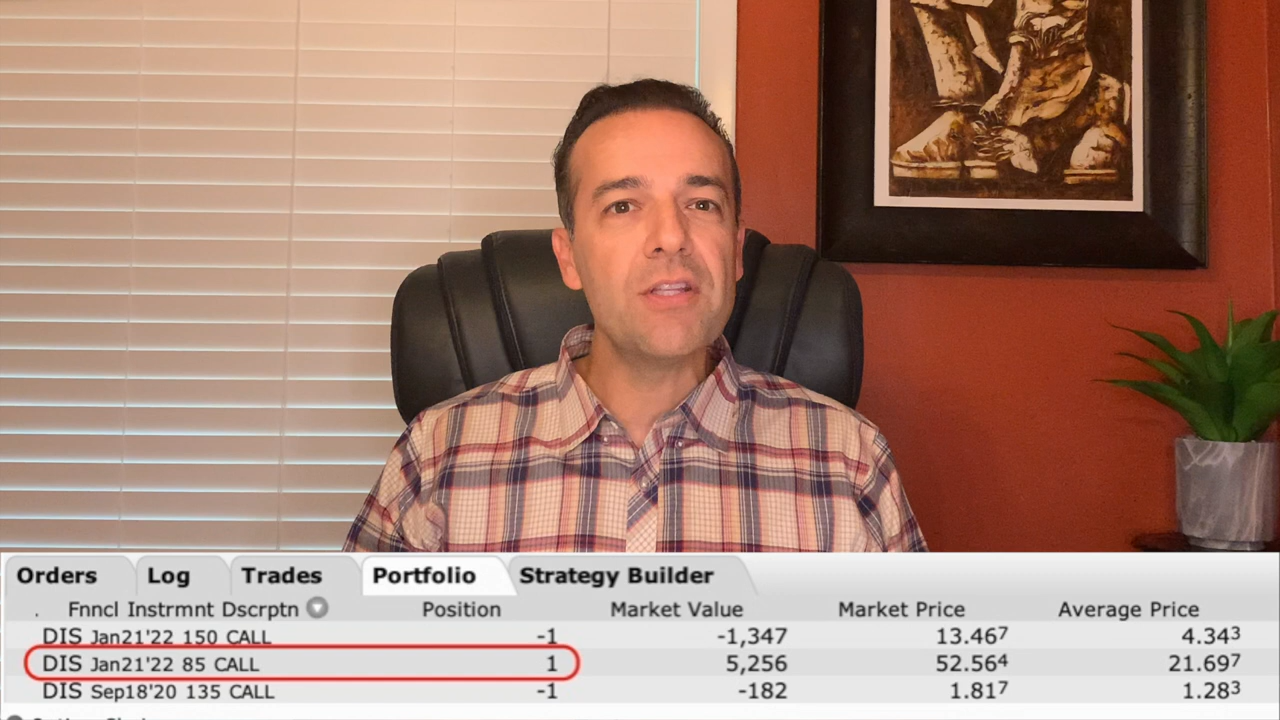 Orders Log Trades Portfolio Strategy Builder
. Fnncl Instrmnt Dscrptn Position Market Value Market Price Average Price
DIS Jan21'22 150 CALL -1 -1,347 13.467 4.343
DIS Jan21'22 85 CALL 1 5,256 52.564 21.697
DIS Sep18'20 135 CALL -1 -182 1.817 1.283